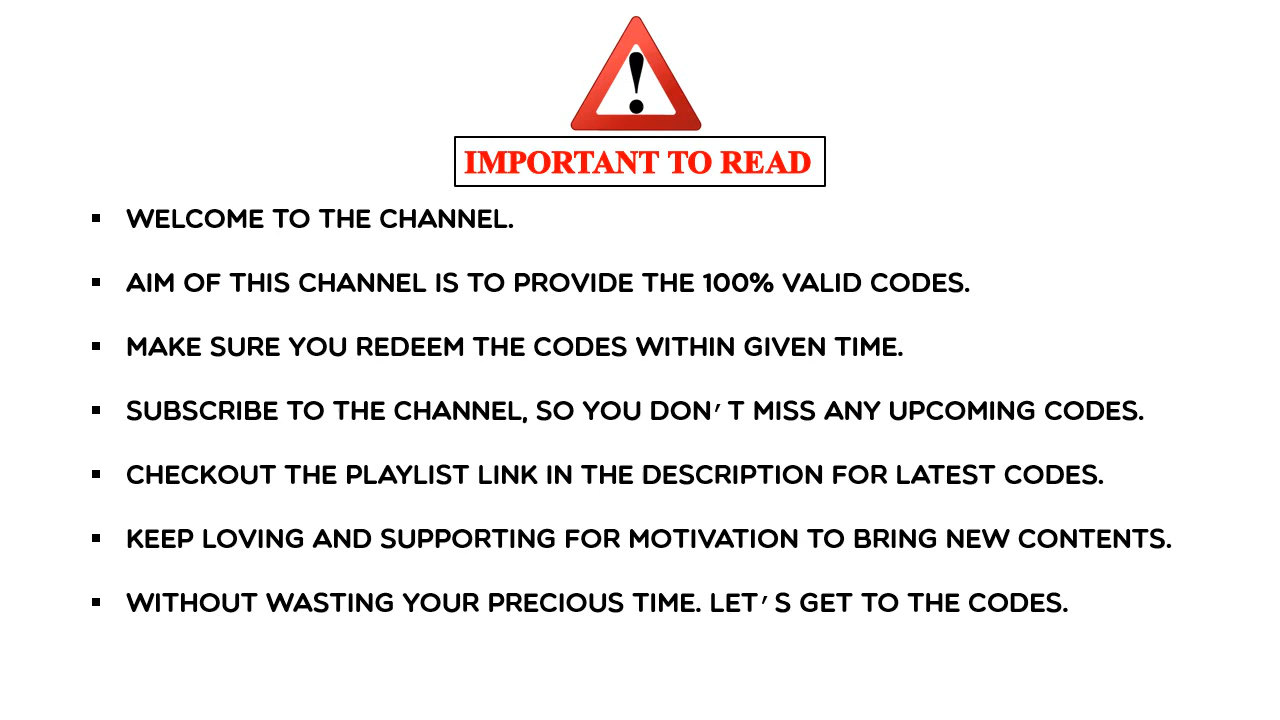 IMPORTANT TO READ
▪ WELCOME TO THE CHANNEL.
▪ AIM OF THIS CHANNEL IS TO PROVIDE THE 100% VALID CODES.
▪ MAKE SURE YOU REDEEM THE CODES WITHIN GIVEN TIME.
▪ SUBSCRIBE TO THE CHANNEL, SO YOU DON'T MISS ANY UPCOMING CODES.
▪ CHECKOUT THE PLAYLIST LINK IN THE DESCRIPTION FOR LATEST CODES.
▪ KEEP LOVING AND SUPPORTING FOR MOTIVATION TO BRING NEW CONTENTS.
▪ WITHOUT WASTING YOUR PRECIOUS TIME. LET'S GET TO THE CODES.